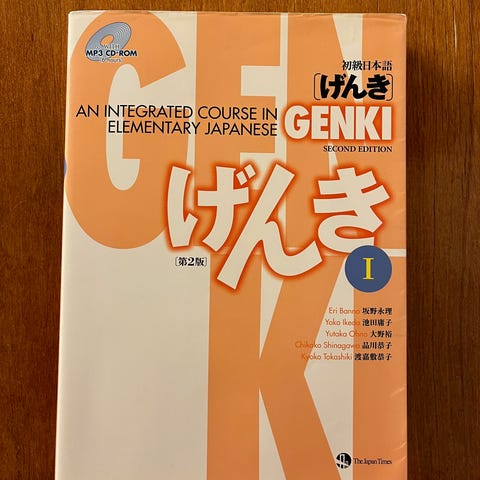 WITH
MP3 CD-ROM
6 hours
初級日本語
[げんき]
AN INTEGRATED COURSE IN
ELEMENTARY JAPANESE
GENKI
SECOND EDITION
GENKI
げんき
[第2版]
I
Eri Banno 坂野永理
Yoko Ikeda 池田庸子
Yutaka Ohno 大野裕
Chikako Shinagawa 品川恭子
Kyoko Tokashiki 渡嘉敷恭子
The Japan Times